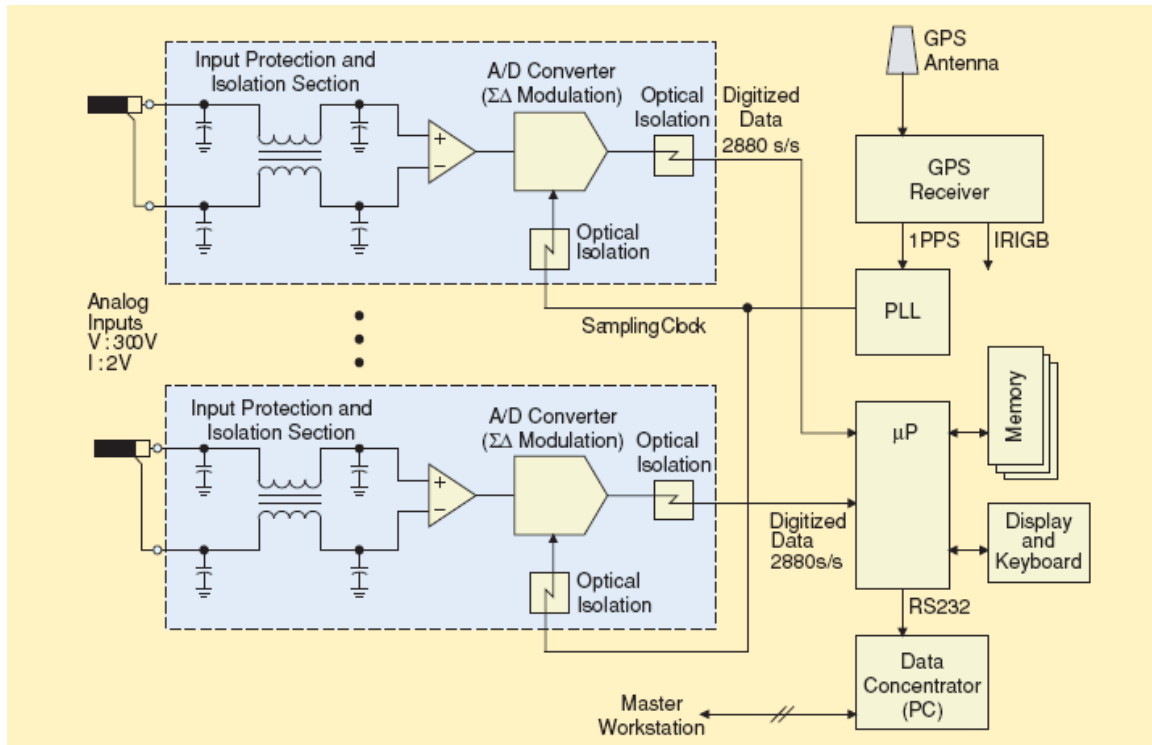 Input Protection and
Isolation Section
A/D Converter
(ΣΔ Modulation)
Optical
Isolation
Digitized
Data
2880 s/s
GPS
Antenna
+
−
GPS
Receiver
Optical
Isolation
1PPS
IRIGB
Analog
Inputs
V : 300V
I : 2V
Sampling Clock
PLL
Input Protection and
Isolation Section
A/D Converter
(ΣΔ Modulation)
Optical
Isolation
μP
Memory
+
−
Digitized
Data
2880s/s
Display
and
Keyboard
Optical
Isolation
RS232
Data
Concentrator
(PC)
Master
Workstation